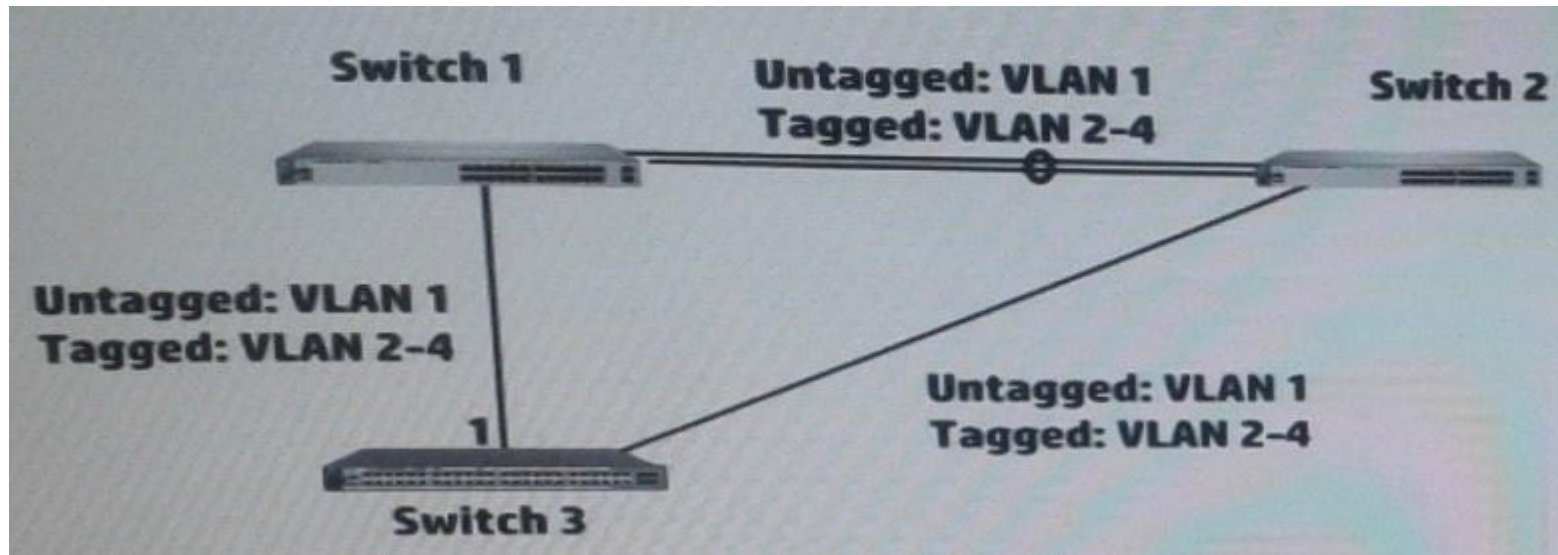 Switch 1
Untagged: VLAN 1
Tagged: VLAN 2-4
Switch 2
Untagged: VLAN 1
Tagged: VLAN 2-4
1
Untagged: VLAN 1
Tagged: VLAN 2-4
Switch 3